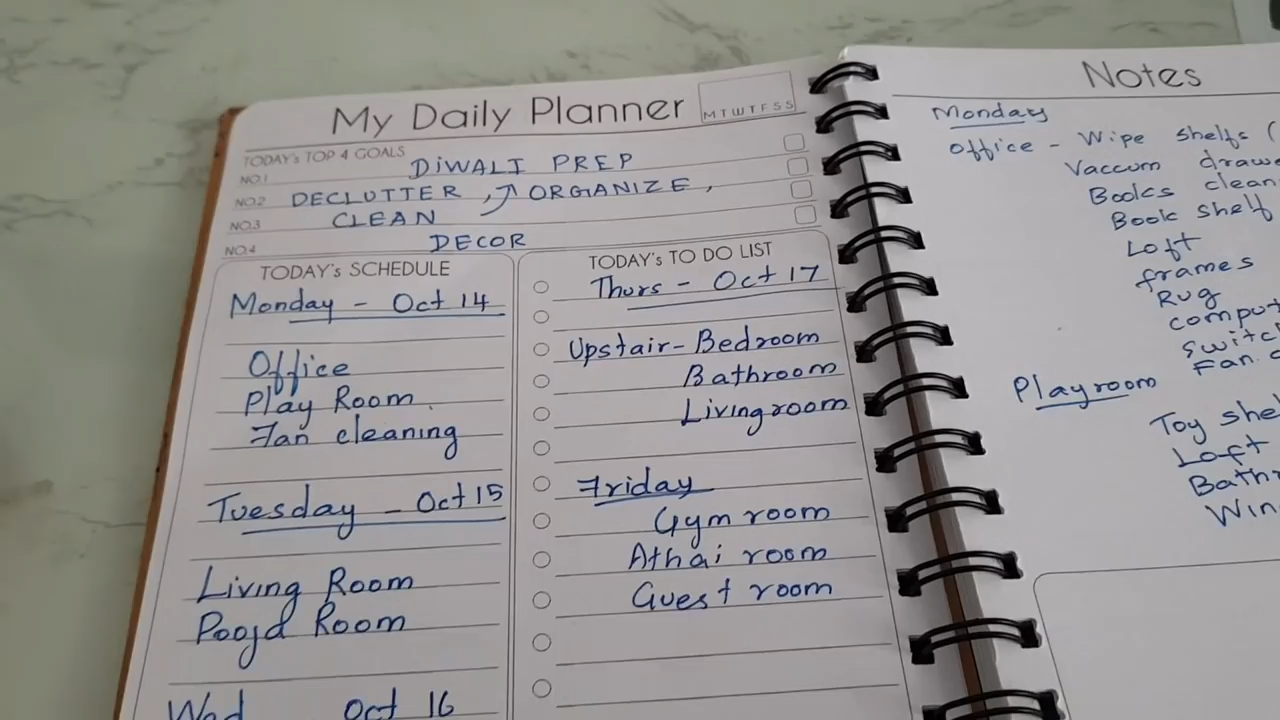 My Daily Planner
M T W T F S S
TODAY's TOP 4 GOALS
NO.1 DIWALI PREP
NO.2 DECLUTTER, ORGANIZE,
NO.3 CLEAN
NO.4 DECOR
TODAY's SCHEDULE
Monday - Oct 14
Office
Play Room
Fan cleaning
Tuesday - Oct 15
Living Room
Pooja Room
Wed Oct 16
TODAY's TO DO LIST
Thurs - Oct 17
Upstair - Bedroom
Bathroom
Livingroom
Friday
Gym room
Athai room
Guest room
Notes
Monday
Office - Wipe shelfs (
Vaccum
Books clean
Book shelf
Loft
frames
Rug
Fan.
Playroom
Toy
Loft